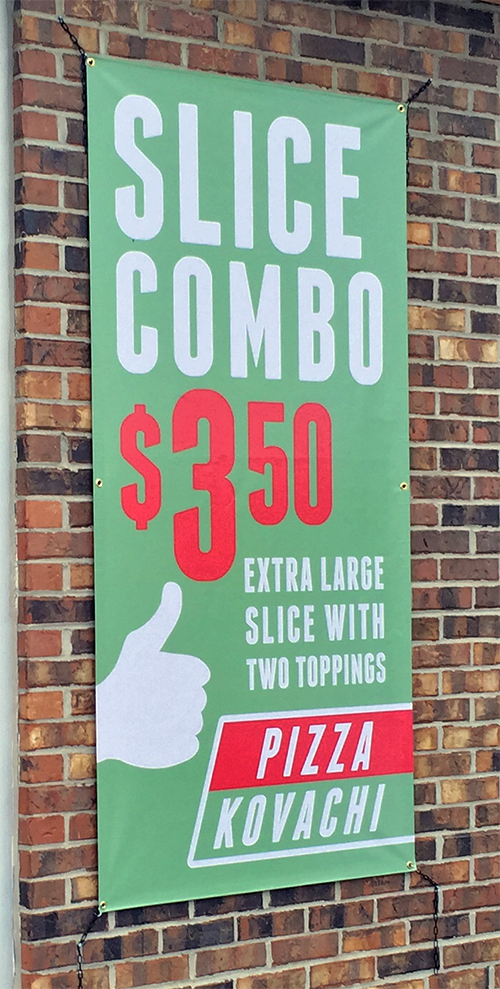 SLICE
COMBO
$350
EXTRA LARGE
SLICE WITH
TWO TOPPINGS
PIZZA
KOVACHI